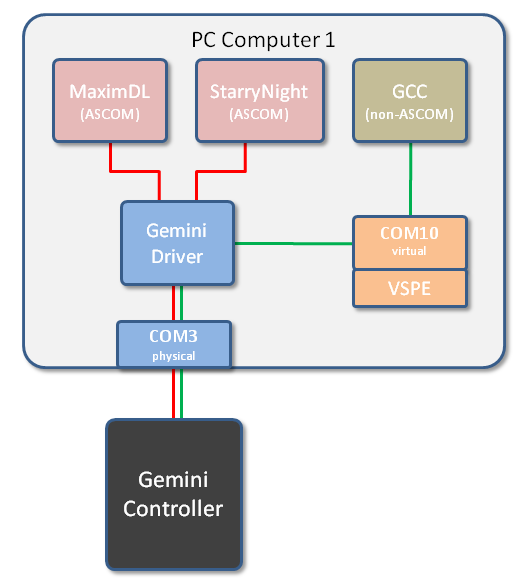 PC Computer 1
MaximDL
(ASCOM)
StarryNight
(ASCOM)
GCC
(non-ASCOM)
Gemini
Driver
COM10
virtual
VSPE
COM3
physical
Gemini
Controller